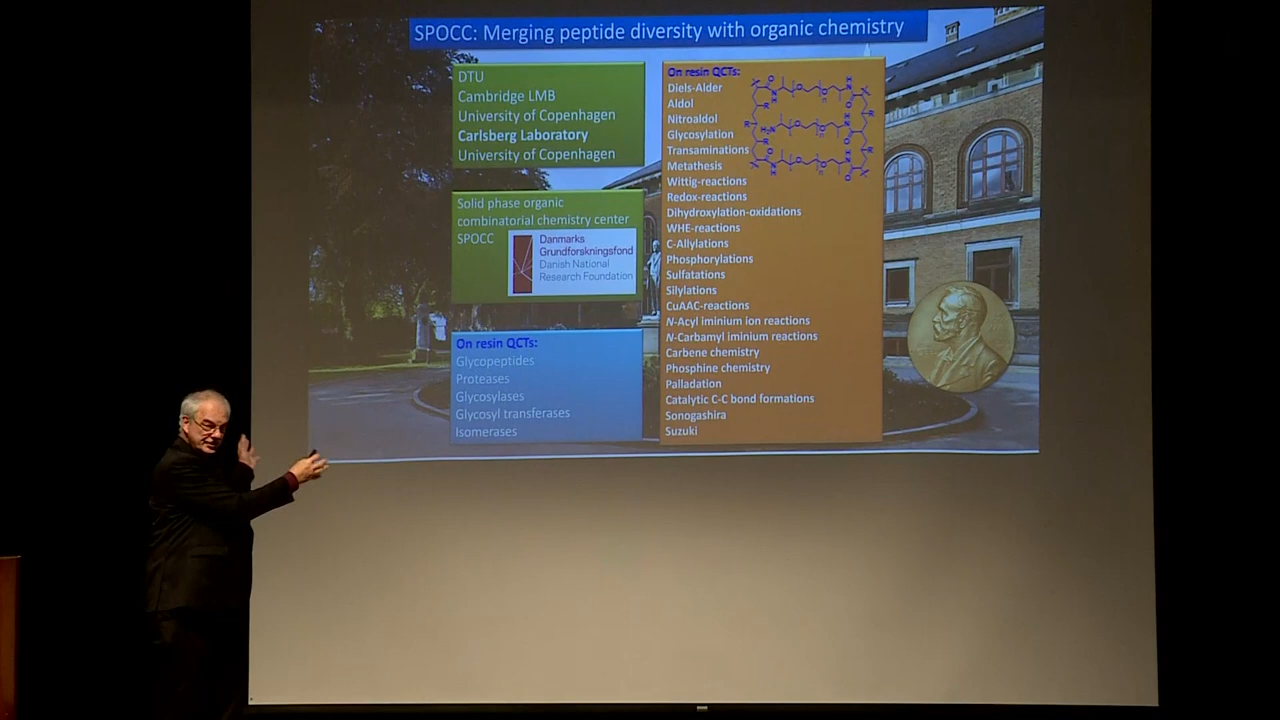 SPOCC: Merging peptide diversity with organic chemistry
DTU
Cambridge LMB
University of Copenhagen
Carlsberg Laboratory
University of Copenhagen
Solid phase organic
combinatorial chemistry center
SPOCC
Danmarks
Grundforskningsfond
Danish National
Research Foundation
On resin QCTs:
Glycopeptides
Proteases
Glycosylases
Glycosyl transferases
Isomerases
On resin QCTs:
Diels-Alder
Aldol
Nitroaldol
Glycosylation
Transaminations
Metathesis
Wittig-reactions
Redox-reactions
Dihydroxylation-oxidations
WHE-reactions
C-Allylations
Phosphorylations
Sulfatations
Silylations
CuAAC-reactions
N-Acyl iminium ion reactions
N-Carbamyl iminium reactions
Carbene chemistry
Phosphine chemistry
Palladation
Catalytic C-C bond formations
Sonogashira
Suzuki